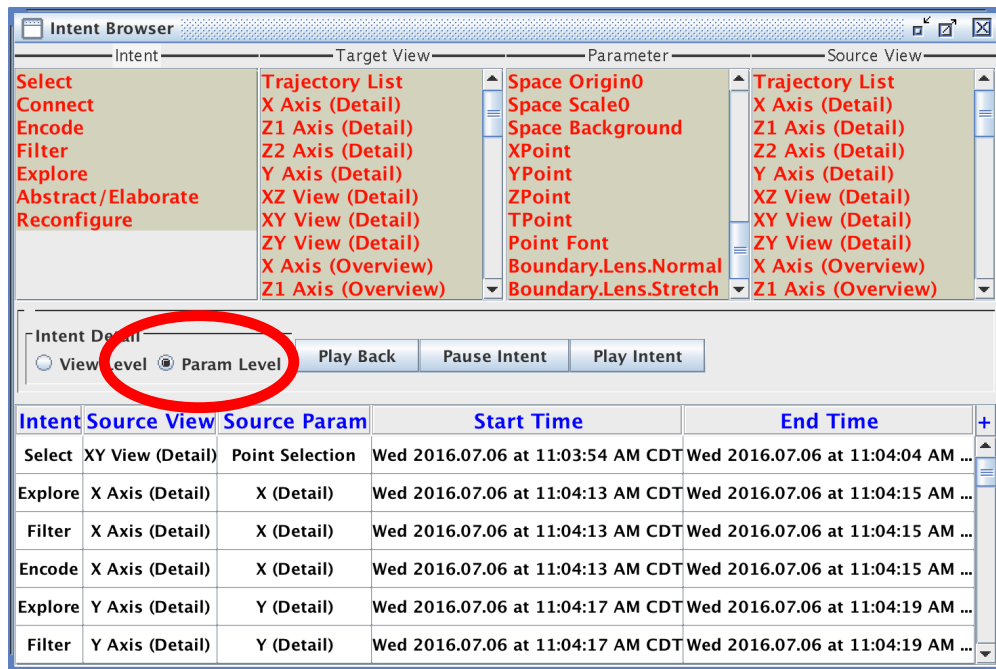 Intent Browser
Intent Target View Parameter Source View
Select Trajectory List Space Origin0 Trajectory List
Connect X Axis (Detail) Space Scale0 X Axis (Detail)
Encode Z1 Axis (Detail) Space Background Z1 Axis (Detail)
Filter Z2 Axis (Detail) XPoint Z2 Axis (Detail)
Explore Y Axis (Detail) YPoint Y Axis (Detail)
Abstract/Elaborate XZ View (Detail) ZPoint XZ View (Detail)
Reconfigure XY View (Detail) TPoint XY View (Detail)
ZY View (Detail) Point Font ZY View (Detail)
X Axis (Overview) Boundary.Lens.Normal X Axis (Overview)
Z1 Axis (Overview) Boundary.Lens.Stretch Z1 Axis (Overview)
Intent Detail
View Level Param Level Play Back Pause Intent Play Intent
Intent Source View Source Param Start Time End Time +
Select XY View (Detail) Point Selection Wed 2016.07.06 at 11:03:54 AM CDT Wed 2016.07.06 at 11:04:04 AM ...
Explore X Axis (Detail) X (Detail) Wed 2016.07.06 at 11:04:13 AM CDT Wed 2016.07.06 at 11:04:15 AM ...
Filter X Axis (Detail) X (Detail) Wed 2016.07.06 at 11:04:13 AM CDT Wed 2016.07.06 at 11:04:15 AM ...
Encode X Axis (Detail) X (Detail) Wed 2016.07.06 at 11:04:13 AM CDT Wed 2016.07.06 at 11:04:15 AM ...
Explore Y Axis (Detail) Y (Detail) Wed 2016.07.06 at 11:04:17 AM CDT Wed 2016.07.06 at 11:04:19 AM ...
Filter Y Axis (Detail) Y (Detail) Wed 2016.07.06 at 11:04:17 AM CDT Wed 2016.07.06 at 11:04:19 AM ...